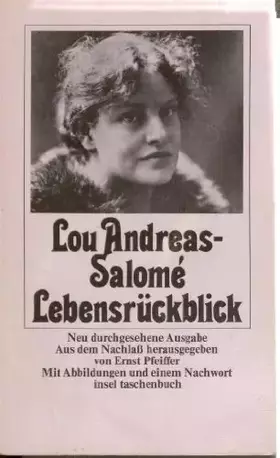 Lou Andreas-
Salomé
Lebensrückblick
Neu durchgesehene Ausgabe
Aus dem Nachlaß herausgegeben
von Ernst Pfeiffer
Mit Abbildungen und einem Nachwort
insel taschenbuch